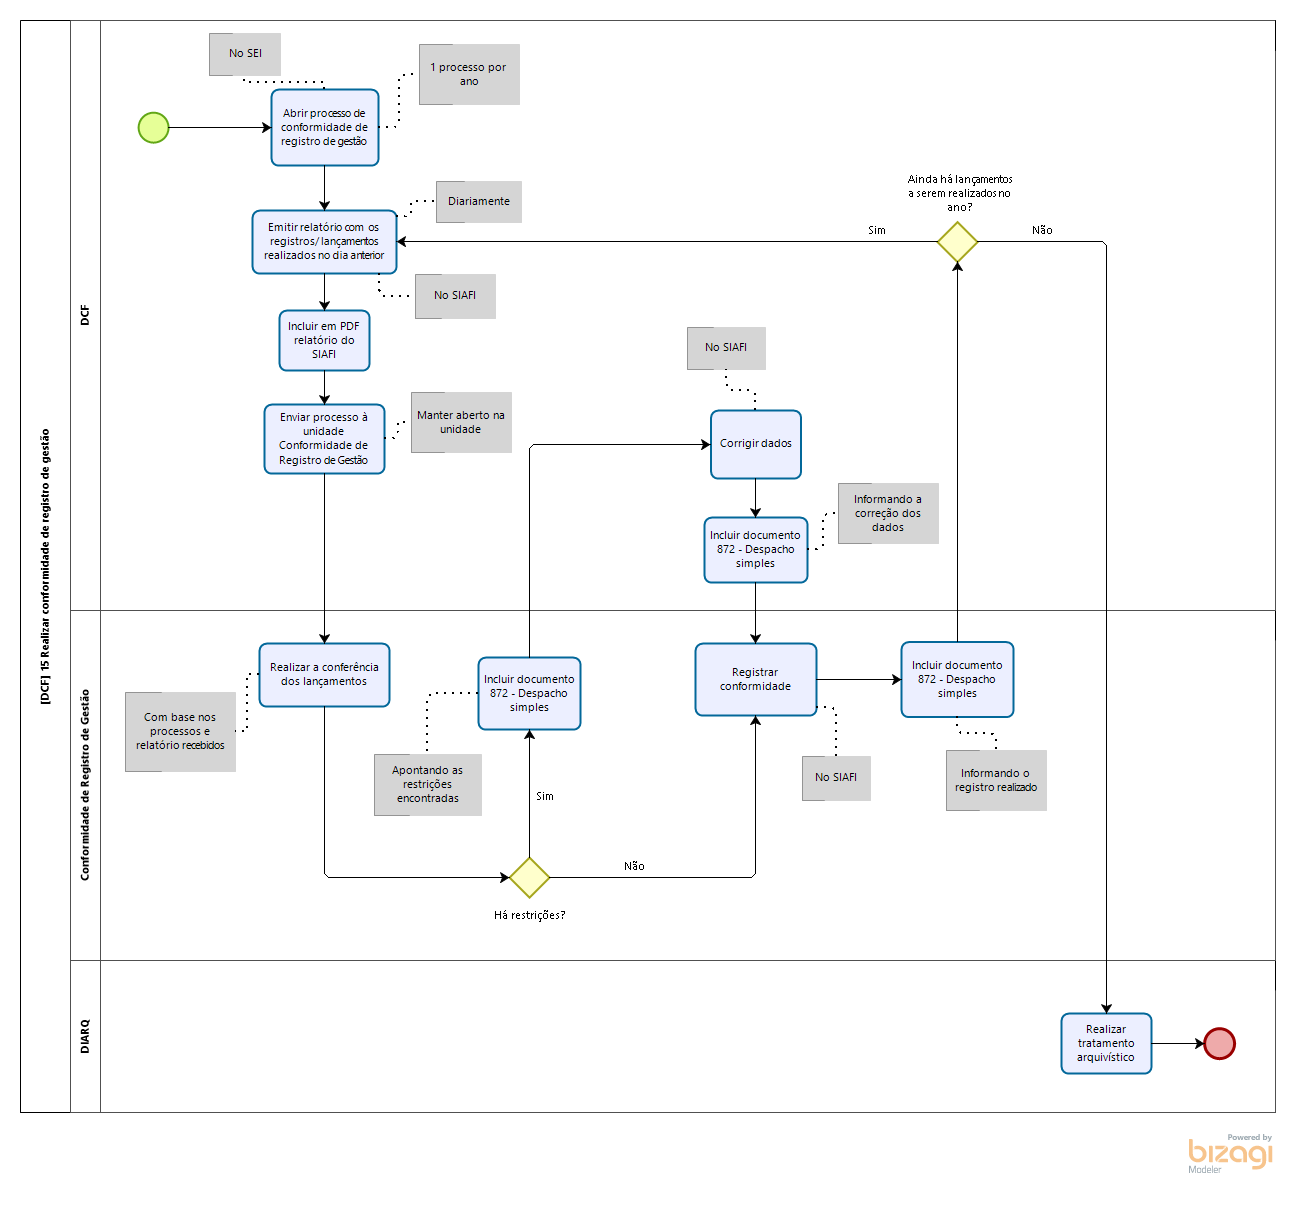 [DCF] 15 Realizar conformidade de registro de gestão
DCF
No SEI
1 processo por
ano
Abrir processo de
conformidade de
registro de gestão
Diariamente
Emitir relatório com os
registros/ lançamentos
realizados no dia anterior
No SIAFI
Incluir em PDF
relatório do
SIAFI
Enviar processo à
unidade
Conformidade de
Registro de Gestão
Manter aberto na
unidade
Ainda há lançamentos
a serem realizados no
ano?
Sim
Não
No SIAFI
Corrigir dados
Informando a
correção dos
dados
Incluir documento
872 - Despacho
simples
Conformidade de Registro de Gestão
Realizar a conferência
dos lançamentos
Com base nos
processos e
relatório recebidos
Incluir documento
872 - Despacho
simples
Apontando as
restrições
encontradas
Sim
Há restrições?
Não
Registrar
conformidade
No SIAFI
Incluir documento
872 - Despacho
simples
Informando o
registro realizado
DIARQ
Realizar
tratamento
arquivístico
Powered by
bizagi
Modeler